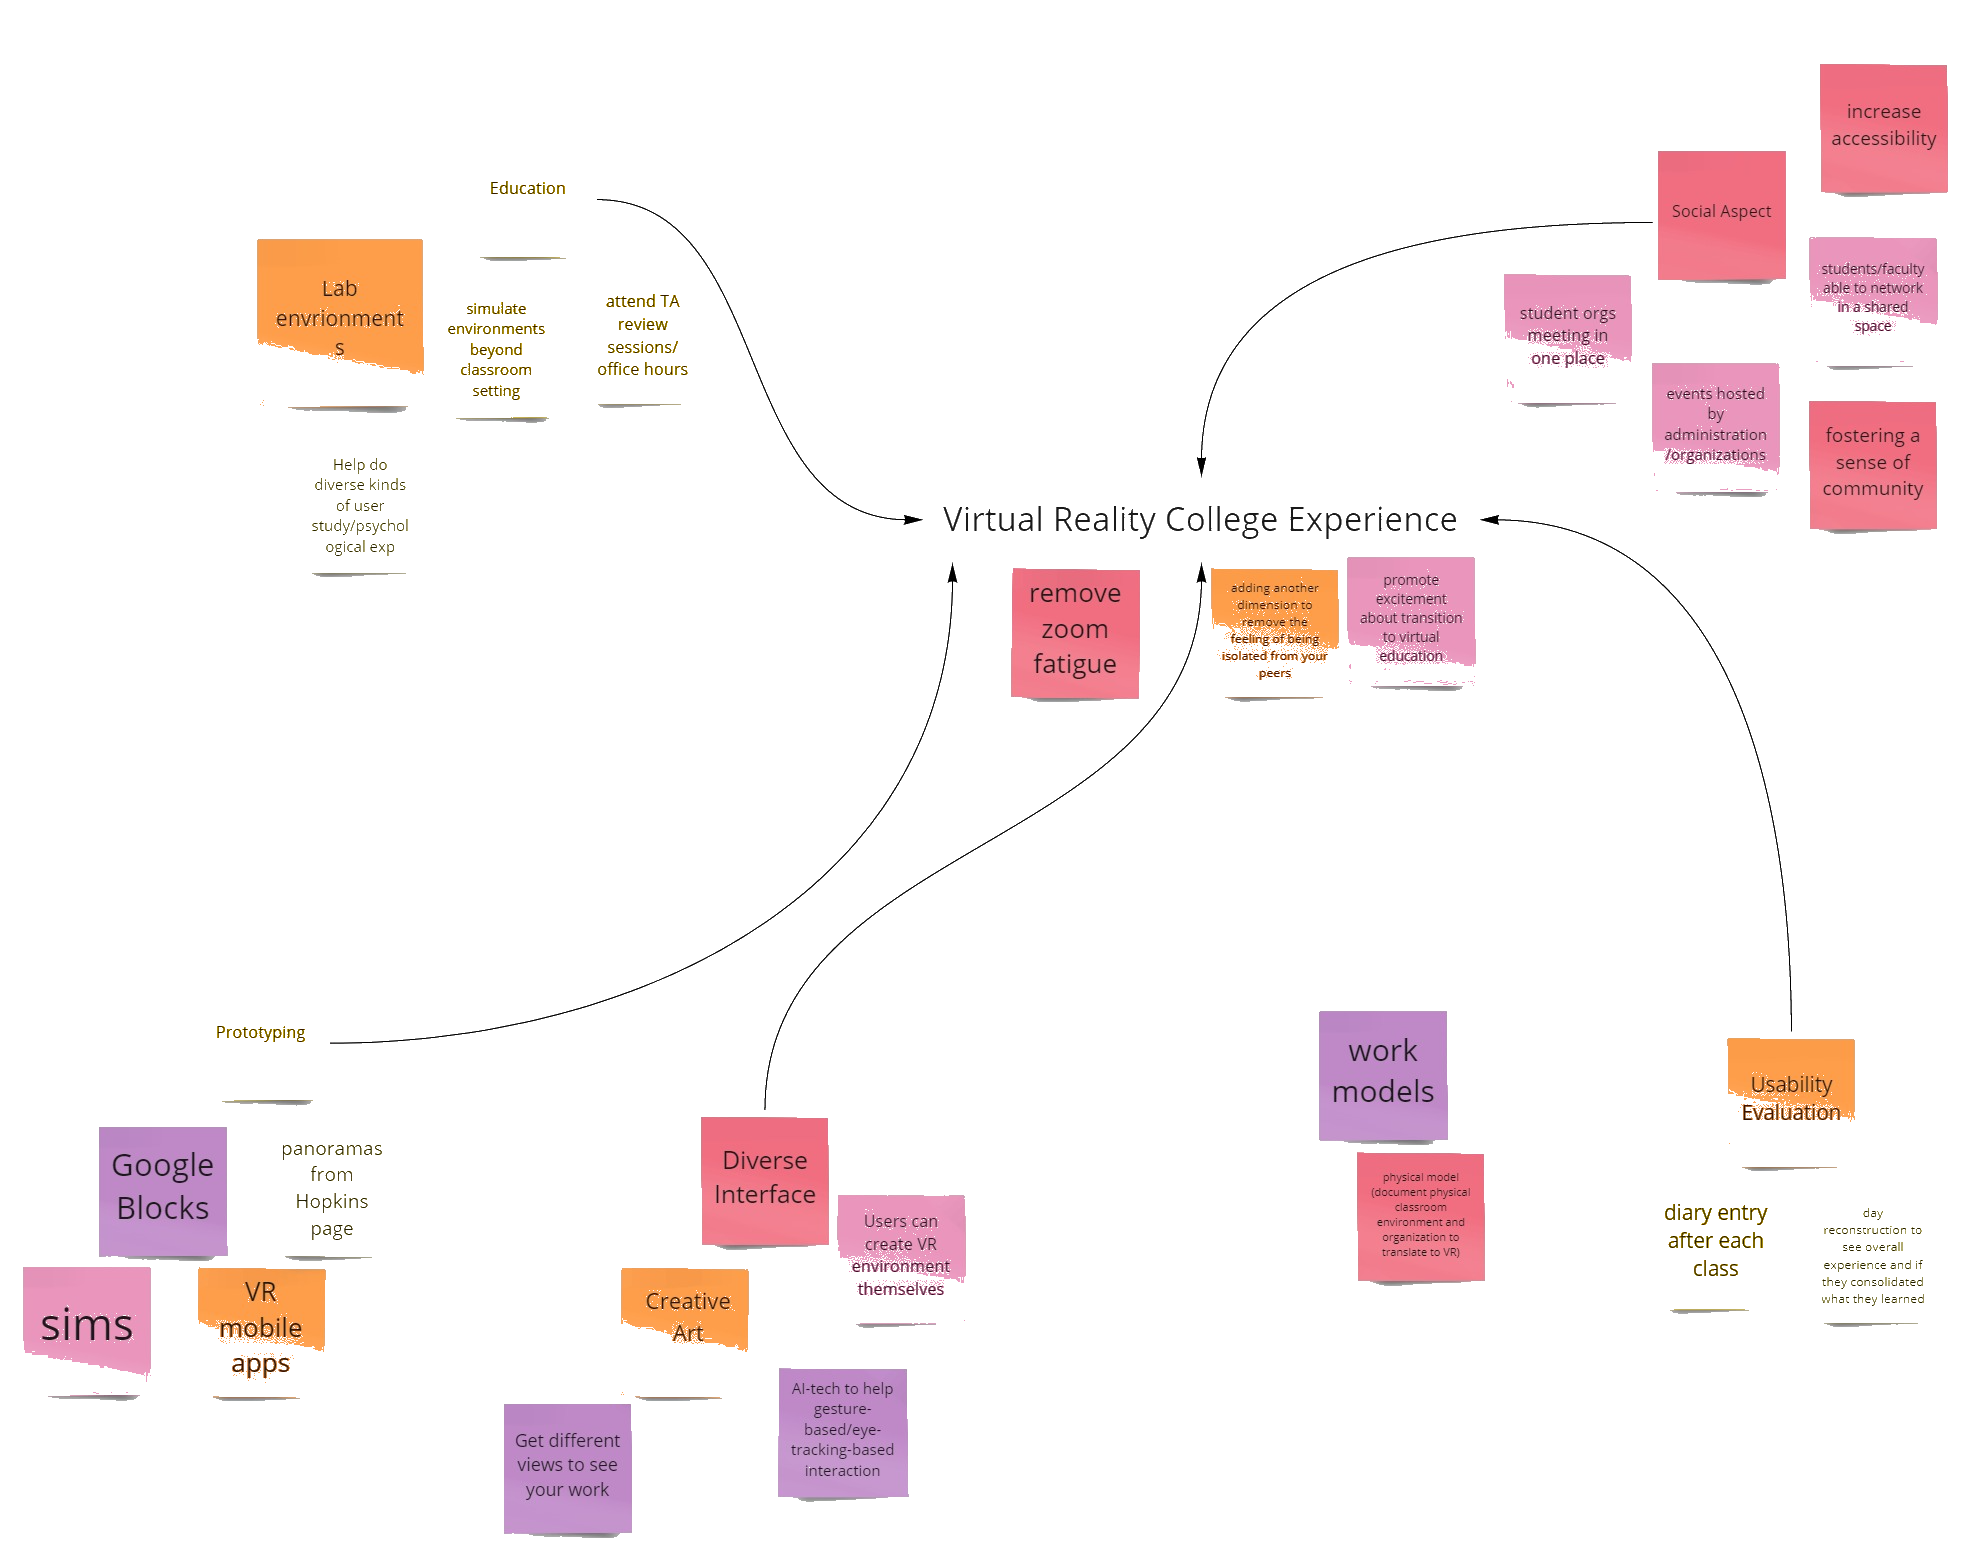 increase
accessibility
Social Aspect
students/faculty
able to network
in a shared
space
student orgs
meeting in
one place
events hosted
by
administration
/organizations
fostering a
sense of
community
Education
Lab
envrionment
s
simulate
environments
beyond
classroom
setting
attend TA
review
sessions/
office hours
Help do
diverse kinds
of user
study/psychol
ogical exp
Virtual Reality College Experience
remove
zoom
fatigue
adding another
dimension to
remove the
feeling of being
isolated from your
peers
promote
excitement
about transition
to virtual
education
Prototyping
Google
Blocks
panoramas
from
Hopkins
page
sims
VR
mobile
apps
Diverse
Interface
Users can
create VR
environment
themselves
Creative
Art
AI-tech to help
gesture-
based/eye-
tracking-based
interaction
Get different
views to see
your work
work
models
physical model
(document physical
classroom
environment and
organization to
translate to VR)
Usability
Evaluation
diary entry
after each
class
day
reconstruction to
see overall
experience and if
they consolidated
what they learned